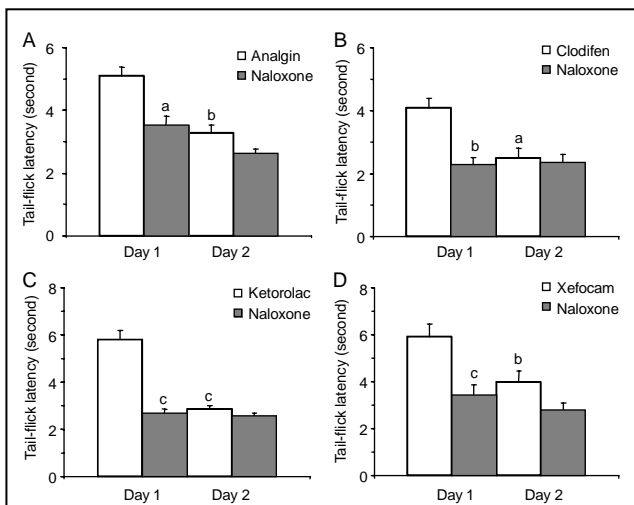 A
Tail-flick latency (second)
6
4
2
0
Analgin
Naloxone
a
b
Day 1
Day 2
B
Tail-flick latency (second)
6
4
2
0
Clodifen
Naloxone
b
a
Day 1
Day 2
C
Tail-flick latency (second)
8
6
4
2
0
Ketorolac
Naloxone
c
c
Day 1
Day 2
D
Tail-flick latency (second)
8
6
4
2
0
Xefocam
Naloxone
c
b
Day 1
Day 2